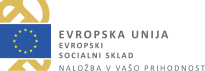 EVROPSKA UNIJA
EVROPSKI
SOCIALNI SKLAD
NALOŽBA V VAŠO PRIHODNOST